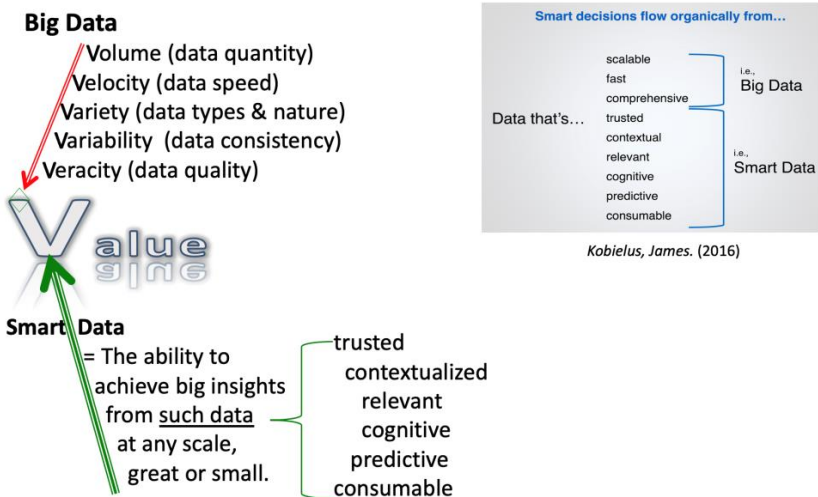 Big Data
Volume (data quantity)
Velocity (data speed)
Variety (data types & nature)
Variability (data consistency)
Veracity (data quality)
Value
Smart Data
= The ability to
achieve big insights
from such data
at any scale,
great or small.
trusted
contextualized
relevant
cognitive
predictive
consumable
Smart decisions flow organically from…
Data that's…
scalable
fast
comprehensive
trusted
contextual
relevant
cognitive
predictive
consumable
i.e.,
Big Data
i.e.,
Smart Data
Kobielus, James. (2016)